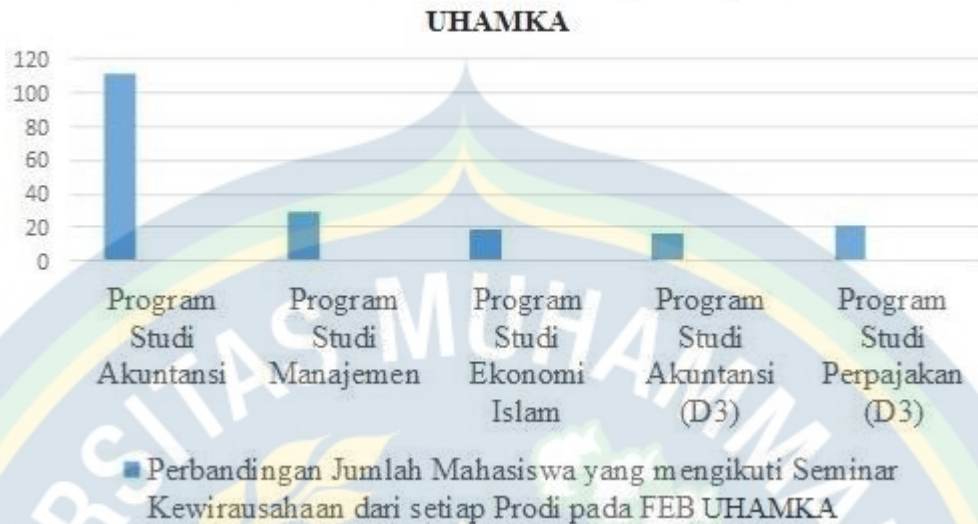 UHAMKA
120
100
80
60
40
20
0
Program Studi Akuntansi
Program Studi Manajemen
Program Studi Ekonomi Islam
Program Studi Akuntansi (D3)
Program Studi Perpajakan (D3)
Perbandingan Jumlah Mahasiswa yang mengikuti Seminar
Kewirausahaan dari setiap Prodi pada FEB UHAMKA
RSITAS MUHAMMA